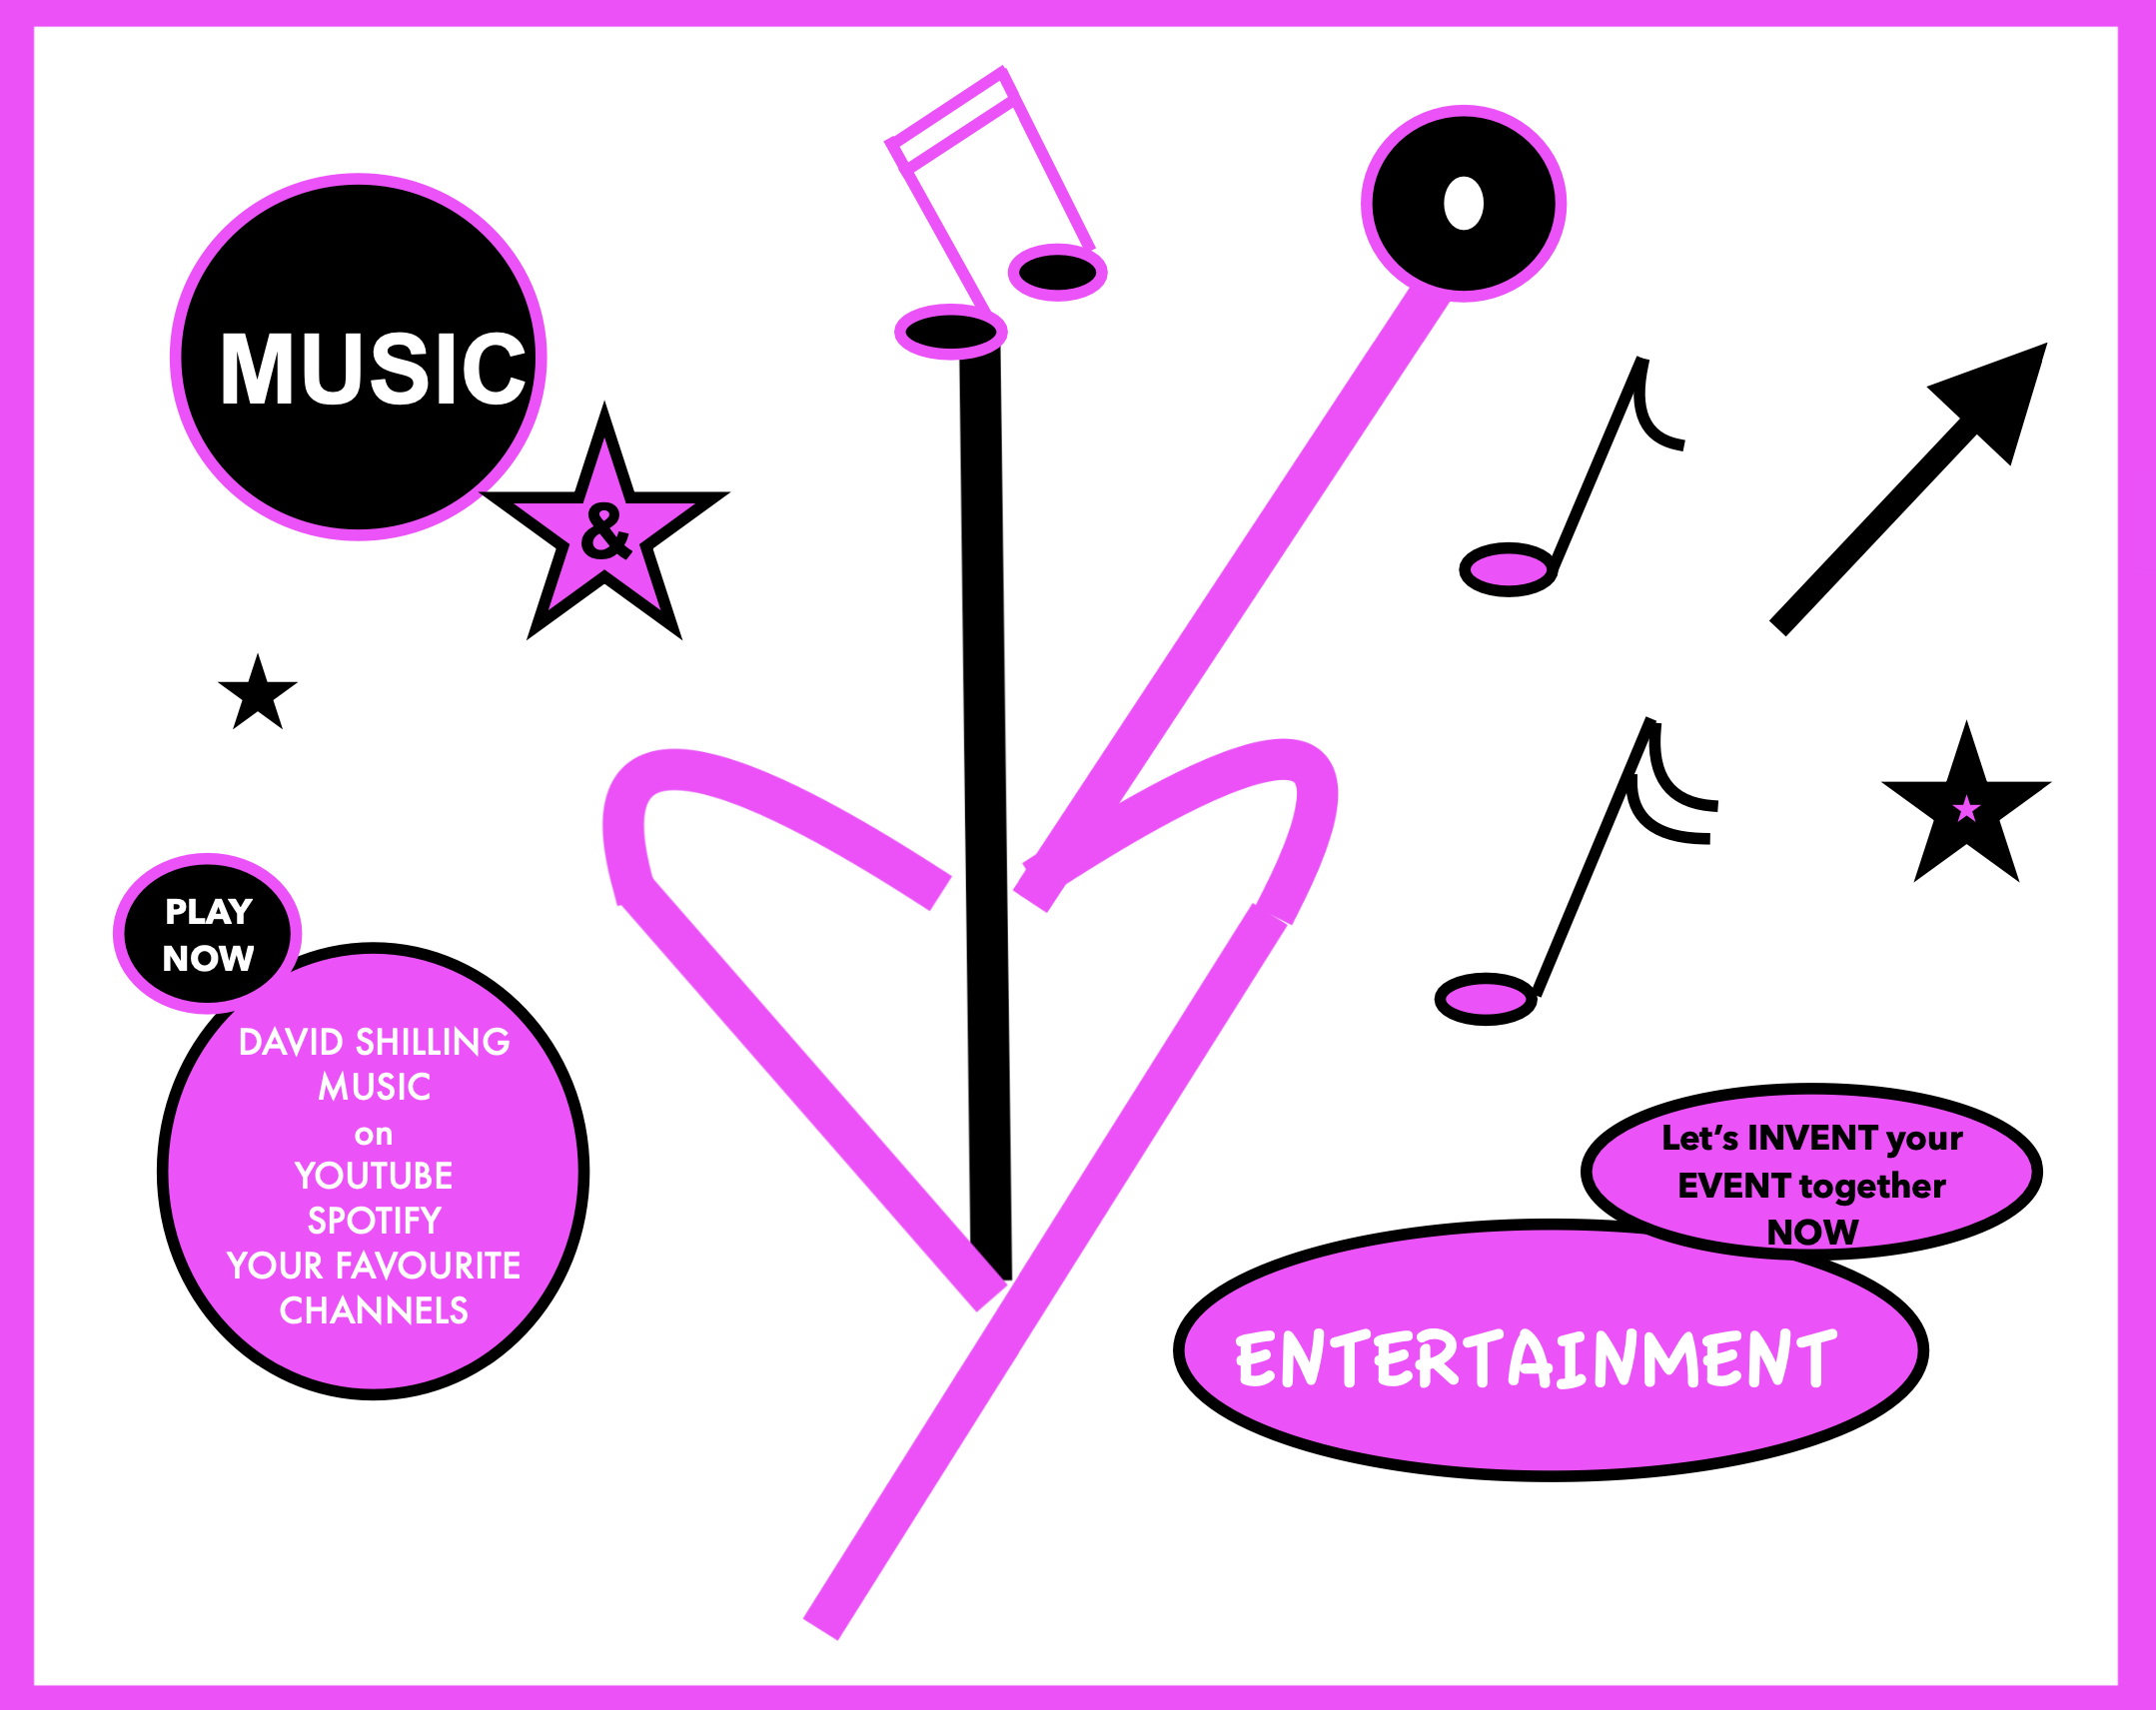 MUSIC
&
PLAY
NOW
DAVID SHILLING
MUSIC
on
YOUTUBE
SPOTIFY
YOUR FAVOURITE
CHANNELS
Let’s INVENT your
EVENT together
NOW
ENTERTAINMENT